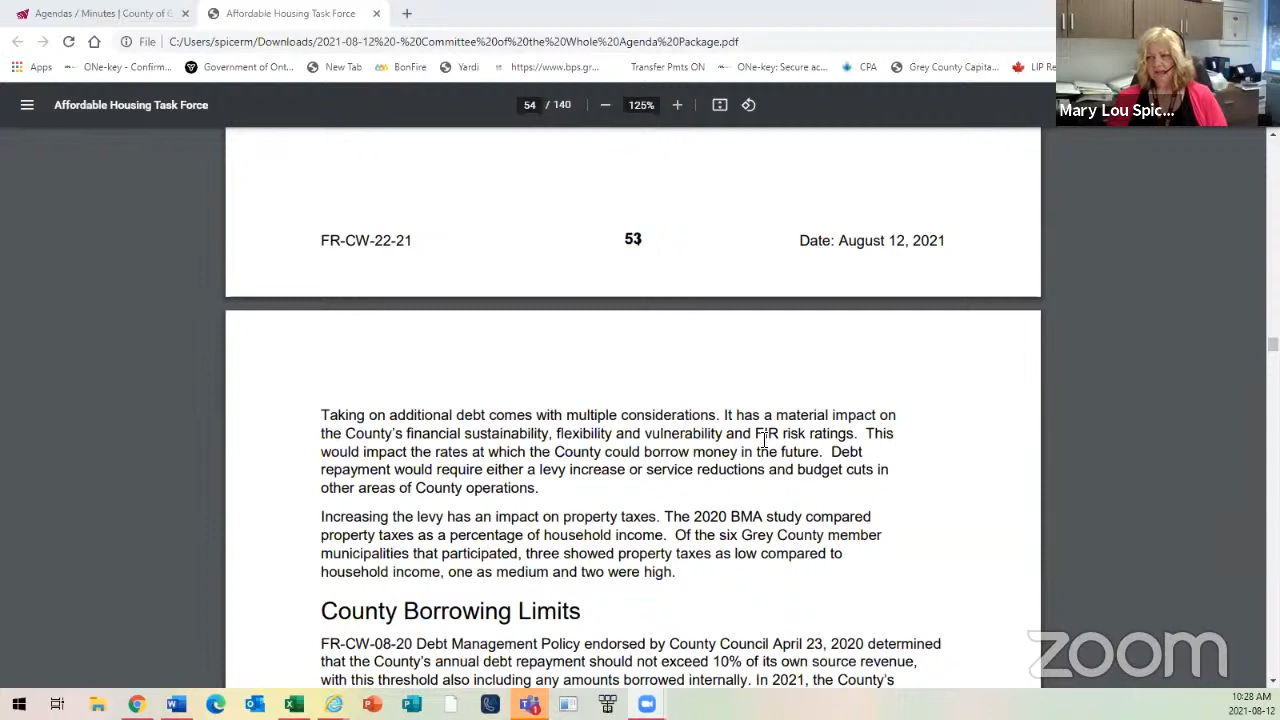 Agendas / Minutes | County of G
Affordable Housing Task Force
File
C:/Users/spicerm/Downloads/2021-08-12%20-%20Committee%20of%20the%20Whole%20Agenda%20Package.pdf
Apps
ONe-key - Confirm...
Government of Ont...
New Tab
BonFire
Yardi
https://www.bps.gr...
Transfer Pmts ON
ONe-key: Secure ac...
CPA
Grey County Capita...
LIP Re
Mary Lou Spic...
Affordable Housing Task Force
54 / 140
125%
FR-CW-22-21
53
Date: August 12, 2021
Taking on additional debt comes with multiple considerations. It has a material impact on
the County's financial sustainability, flexibility and vulnerability and FIR risk ratings. This
would impact the rates at which the County could borrow money in the future. Debt
repayment would require either a levy increase or service reductions and budget cuts in
other areas of County operations.
Increasing the levy has an impact on property taxes. The 2020 BMA study compared
property taxes as a percentage of household income. Of the six Grey County member
municipalities that participated, three showed property taxes as low compared to
household income, one as medium and two were high.
County Borrowing Limits
FR-CW-08-20 Debt Management Policy endorsed by County Council April 23, 2020 determined
that the County's annual debt repayment should not exceed 10% of its own source revenue,
with this threshold also including any amounts borrowed internally. In 2021, the County's
zoom
10:28 AM
2021-08-12